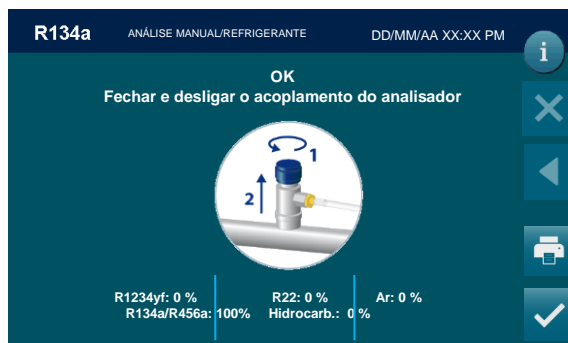 R134a ANÁLISE MANUAL/REFRIGERANTE DD/MM/AA XX:XX PM
i
OK
Fechar e desligar o acoplamento do analisador
1
2
R1234yf: 0 % R22: 0 % Ar: 0 %
R134a/R456a: 100% Hidrocarb.: 0 %